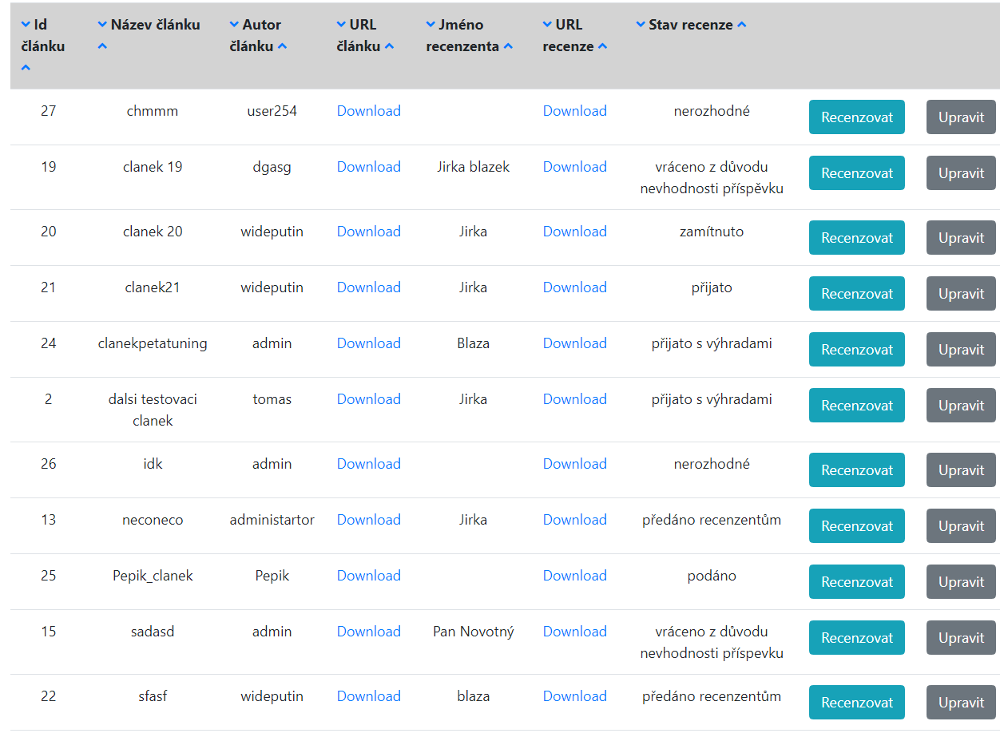 Id článku
Název článku
Autor článku
URL článku
Jméno recenzenta
URL recenze
Stav recenze
27 chmmm user254 Download Download nerozhodné Recenzovat Upravit
19 clanek 19 dgasg Download Jirka blazek Download vráceno z důvodu nevhodnosti příspěvku Recenzovat Upravit
20 clanek 20 wideputin Download Jirka Download zamítnuto Recenzovat Upravit
21 clanek21 wideputin Download Jirka Download přijato Recenzovat Upravit
24 clanekpetatuning admin Download Blaza Download přijato s výhradami Recenzovat Upravit
2 dalsi testovaci clanek tomas Download Jirka Download přijato s výhradami Recenzovat Upravit
26 idk admin Download Download nerozhodné Recenzovat Upravit
13 neconeco administartor Download Jirka Download předáno recenzentům Recenzovat Upravit
25 Pepik_clanek Pepik Download Download podáno Recenzovat Upravit
15 sadasd admin Download Pan Novotný Download vráceno z důvodu nevhodnosti příspevku Recenzovat Upravit
22 sfasf wideputin Download blaza Download předáno recenzentům Recenzovat Upravit